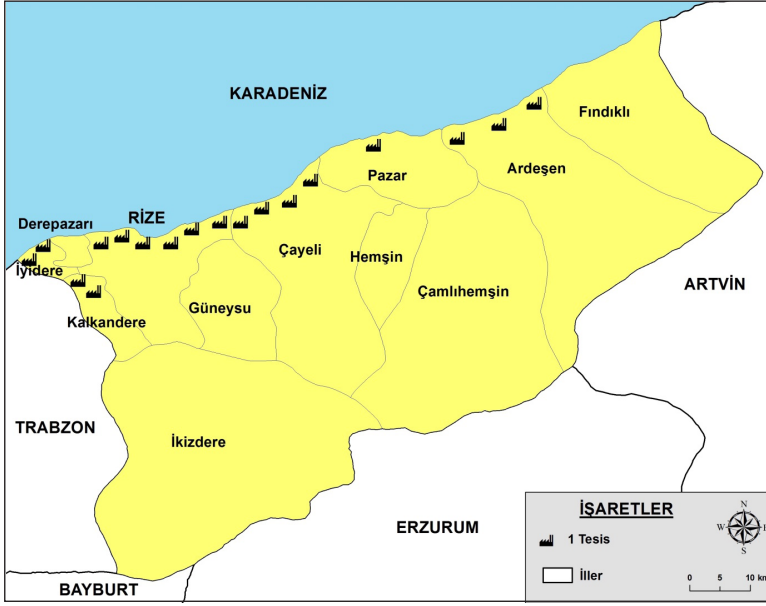 KARADENİZ
Fındıklı
Ardeşen
Pazar
Derepazarı
RİZE
İyidere
Çayeli
Hemşin
Çamlıhemşin
ARTVİN
Güneysu
Kalkandere
TRABZON
İkizdere
ERZURUM
BAYBURT
İŞARETLER
1 Tesis
İller
N
W E
S
0 5 10 km